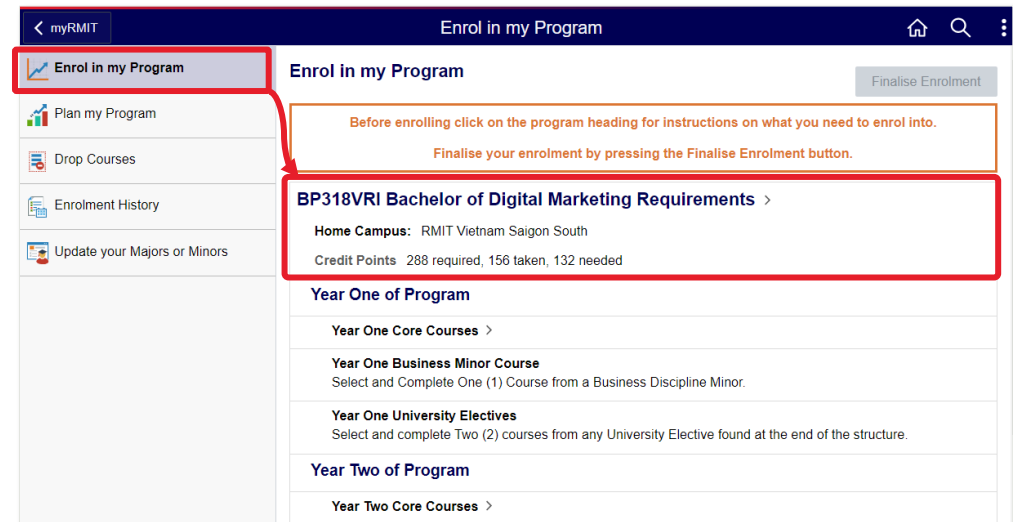 myRMIT
Enrol in my Program
Enrol in my Program
Plan my Program
Drop Courses
Enrolment History
Update your Majors or Minors
Enrol in my Program
Finalise Enrolment
Before enrolling click on the program heading for instructions on what you need to enrol into.
Finalise your enrolment by pressing the Finalise Enrolment button.
BP318VRI Bachelor of Digital Marketing Requirements
Home Campus: RMIT Vietnam Saigon South
Credit Points 288 required, 156 taken, 132 needed
Year One of Program
Year One Core Courses
Year One Business Minor Course
Select and Complete One (1) Course from a Business Discipline Minor.
Year One University Electives
Select and complete Two (2) courses from any University Elective found at the end of the structure.
Year Two of Program
Year Two Core Courses